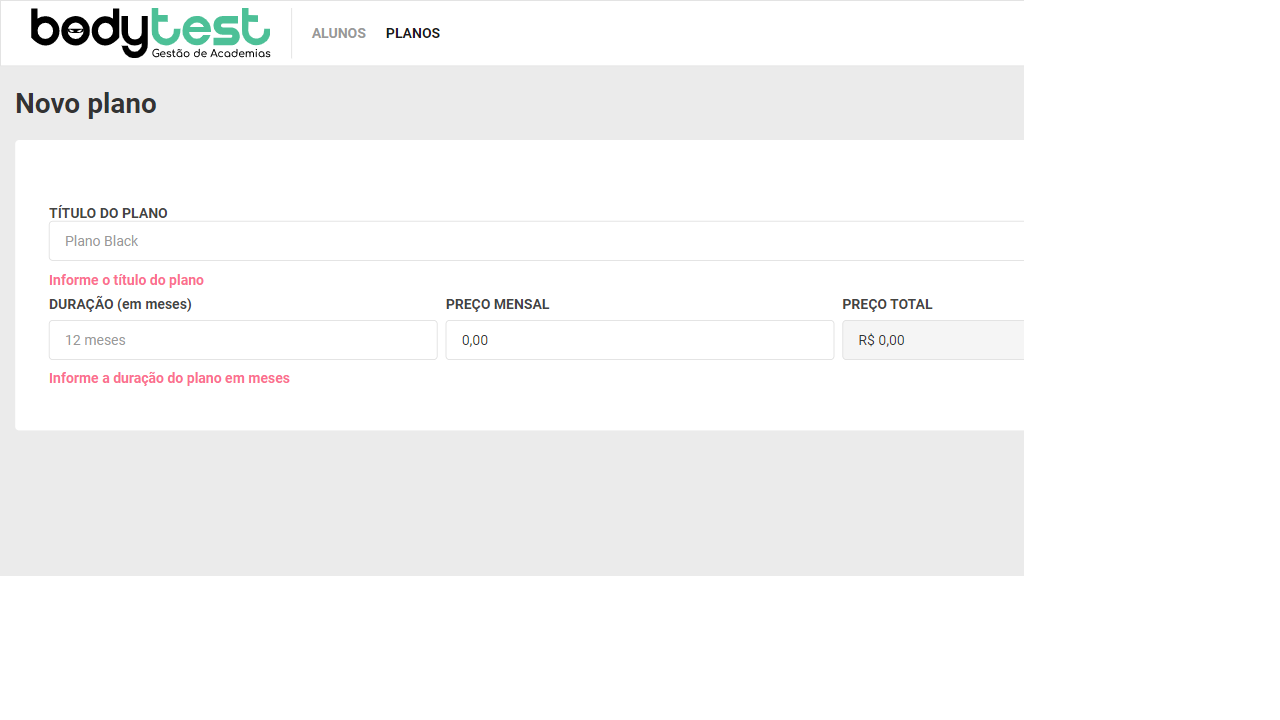 bodytest
Gestão de Academias
ALUNOS PLANOS
Novo plano
TÍTULO DO PLANO
Plano Black
Informe o título do plano
DURAÇÃO (em meses) PREÇO MENSAL PREÇO TOTAL
12 meses 0,00 R$ 0,00
Informe a duração do plano em meses